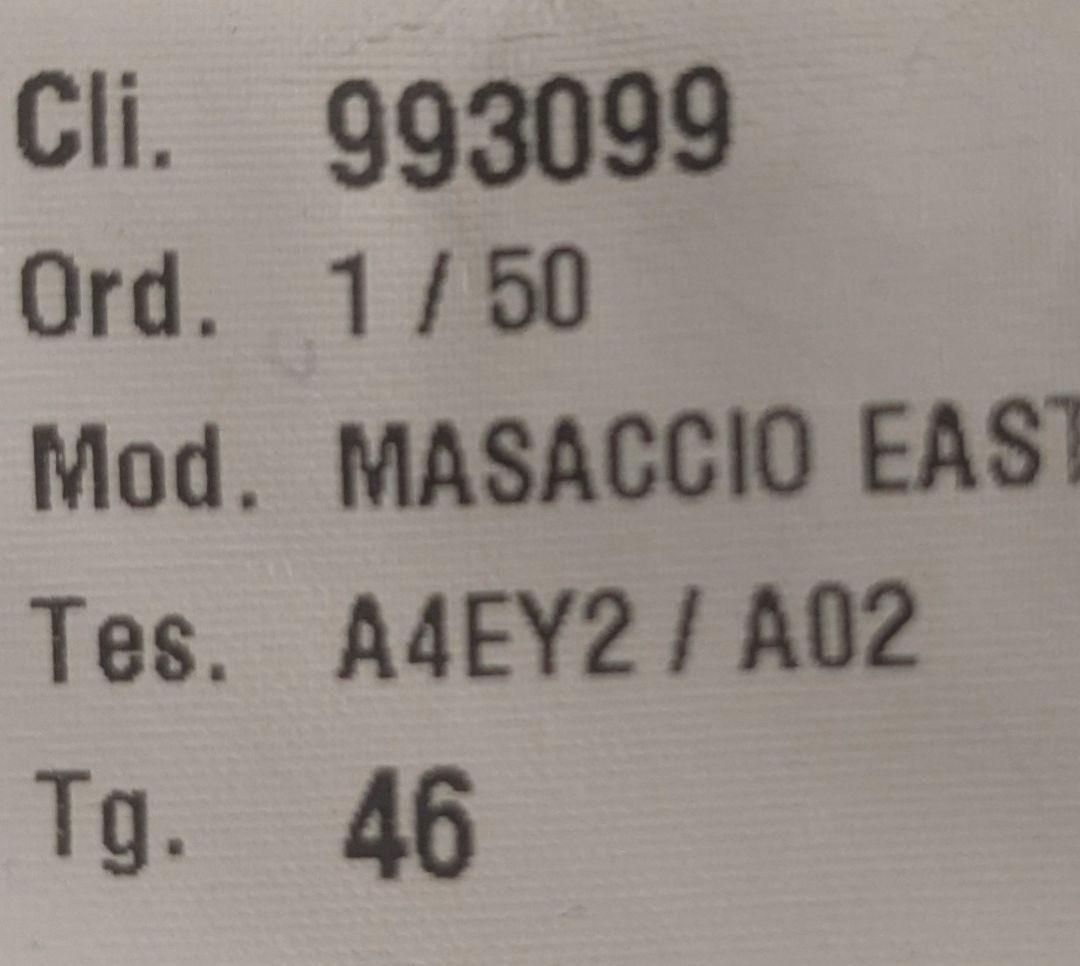 Cli. 993099
Ord. 1 / 50
Mod. MASACCIO EAST
Tes. A4EY2 / A02
Tg. 46